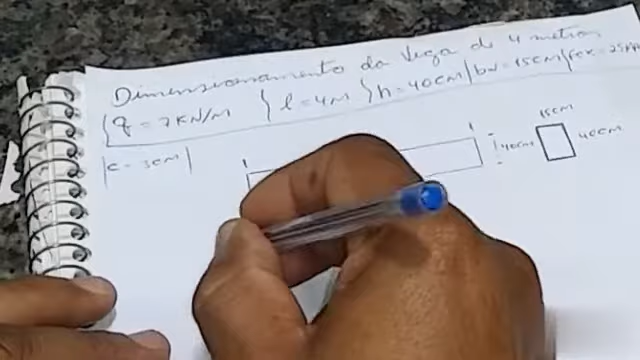 Dimensionamento da Viga de 4 metros
q = 7KN/M l = 4M h = 40CM bw = 15CM fck = 25
c = 3cM
40CM
15CM
40CM